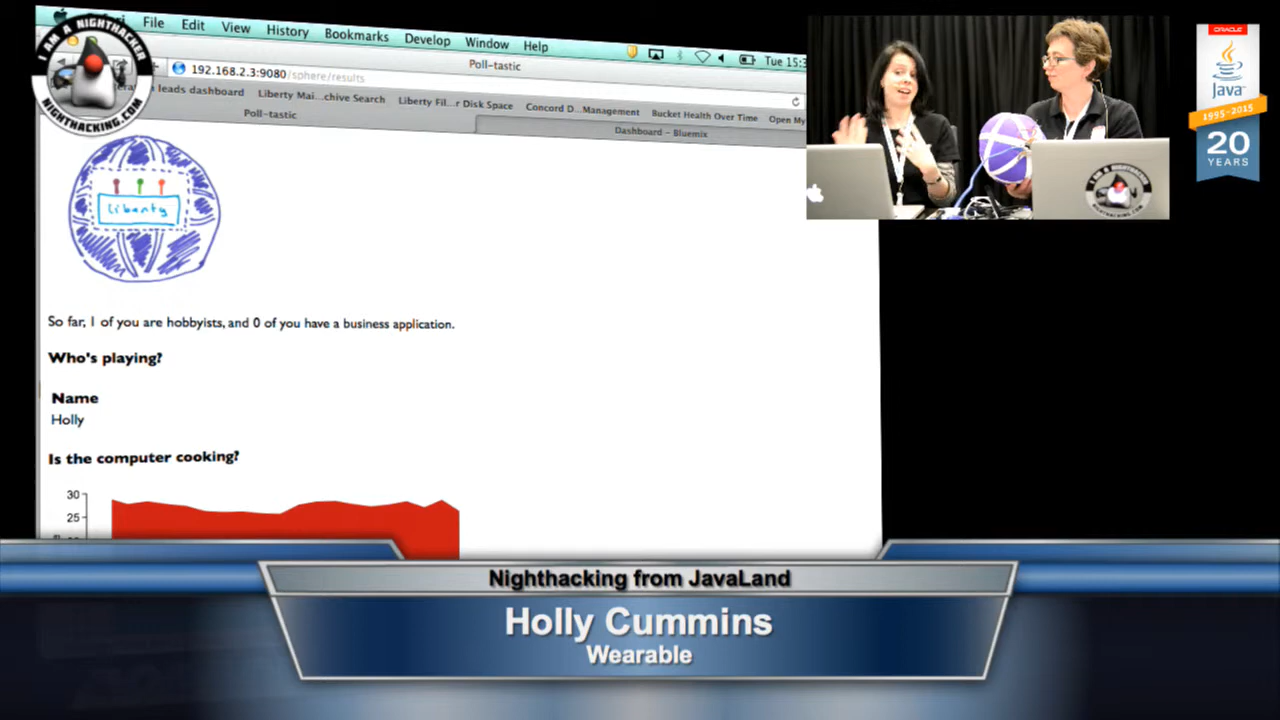 File Edit View History Bookmarks Develop Window Help
Tue 15:3
I AM A NIGHTHACKER
NIGHTHACKING.COM
Poll-tastic
192.168.2.3:9080/sphere/results
leads dashboard Liberty Mai...chive Search Liberty Fil...r Disk Space Concord D...Management Bucket Health Over Time Open My
Poll-tastic
Dashboard – Bluemix
ORACLE
Java
1995-2015
20
YEARS
Liberty
So far, 1 of you are hobbyists, and 0 of you have a business application.
Who's playing?
Name
Holly
Is the computer cooking?
30
25
Nighthacking from JavaLand
Holly Cummins
Wearable